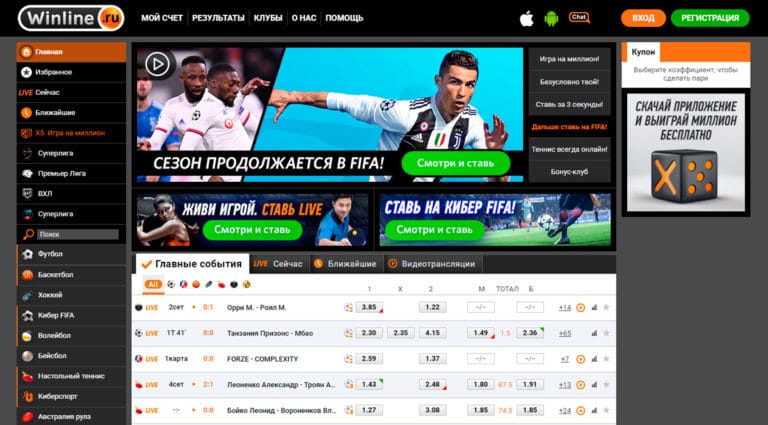 Winline .ru
МОЙ СЧЕТ РЕЗУЛЬТАТЫ КЛУБЫ О НАС ПОМОЩЬ
Chat
ВХОД РЕГИСТРАЦИЯ
Главная
Избранное
LIVE Сейчас
Ближайшие
X5. Игра на миллион
Суперлига
Премьер Лига
ВХЛ
Суперлига
Поиск
Футбол
Баскетбол
Хоккей
Кибер FIFA
Волейбол
Бейсбол
Настольный теннис
Киберспорт
Австралия рулз
СЕЗОН ПРОДОЛЖАЕТСЯ В FIFA!
Смотри и ставь
Jeep
Игра на миллион!
Безусловно твой!
Ставь за 3 секунды!
Дальше ставь на FIFA!
Теннис всегда онлайн!
Бонус-клуб
ЖИВИ ИГРОЙ. СТАВЬ LIVE
Смотри и ставь
СТАВЬ НА КИБЕР FIFA!
Смотри и ставь
Купон
Выберите коэффициент, чтобы
сделать пари
СКАЧАЙ ПРИЛОЖЕНИЕ
И ВЫИГРАЙ МИЛЛИОН
БЕСПЛАТНО
X
Главные события LIVE Сейчас Ближайшие Видеотрансляции
All 1 X 2 М ТОТАЛ Б
LIVE 2сет 0:1 Орри М. - Роял М. 3.85 1.22 -/- -/- +14
LIVE 1Т 41' 0:0 Танзания Призонс - Мбао 2.30 2.35 4.15 1.49 1.5 2.36 +65
LIVE 1карта 0:0 FORZE - COMPLEXITY 2.59 1.37 -/- -/- +7
LIVE 4сет 2:1 Леоненко Александр - Троян А... 1.43 2.48 1.80 87.5 1.91 +13
LIVE -:- 0:0 Бойко Леонид - Вороненков Вл... 1.27 3.08 1.85 74.5 1.85 +24